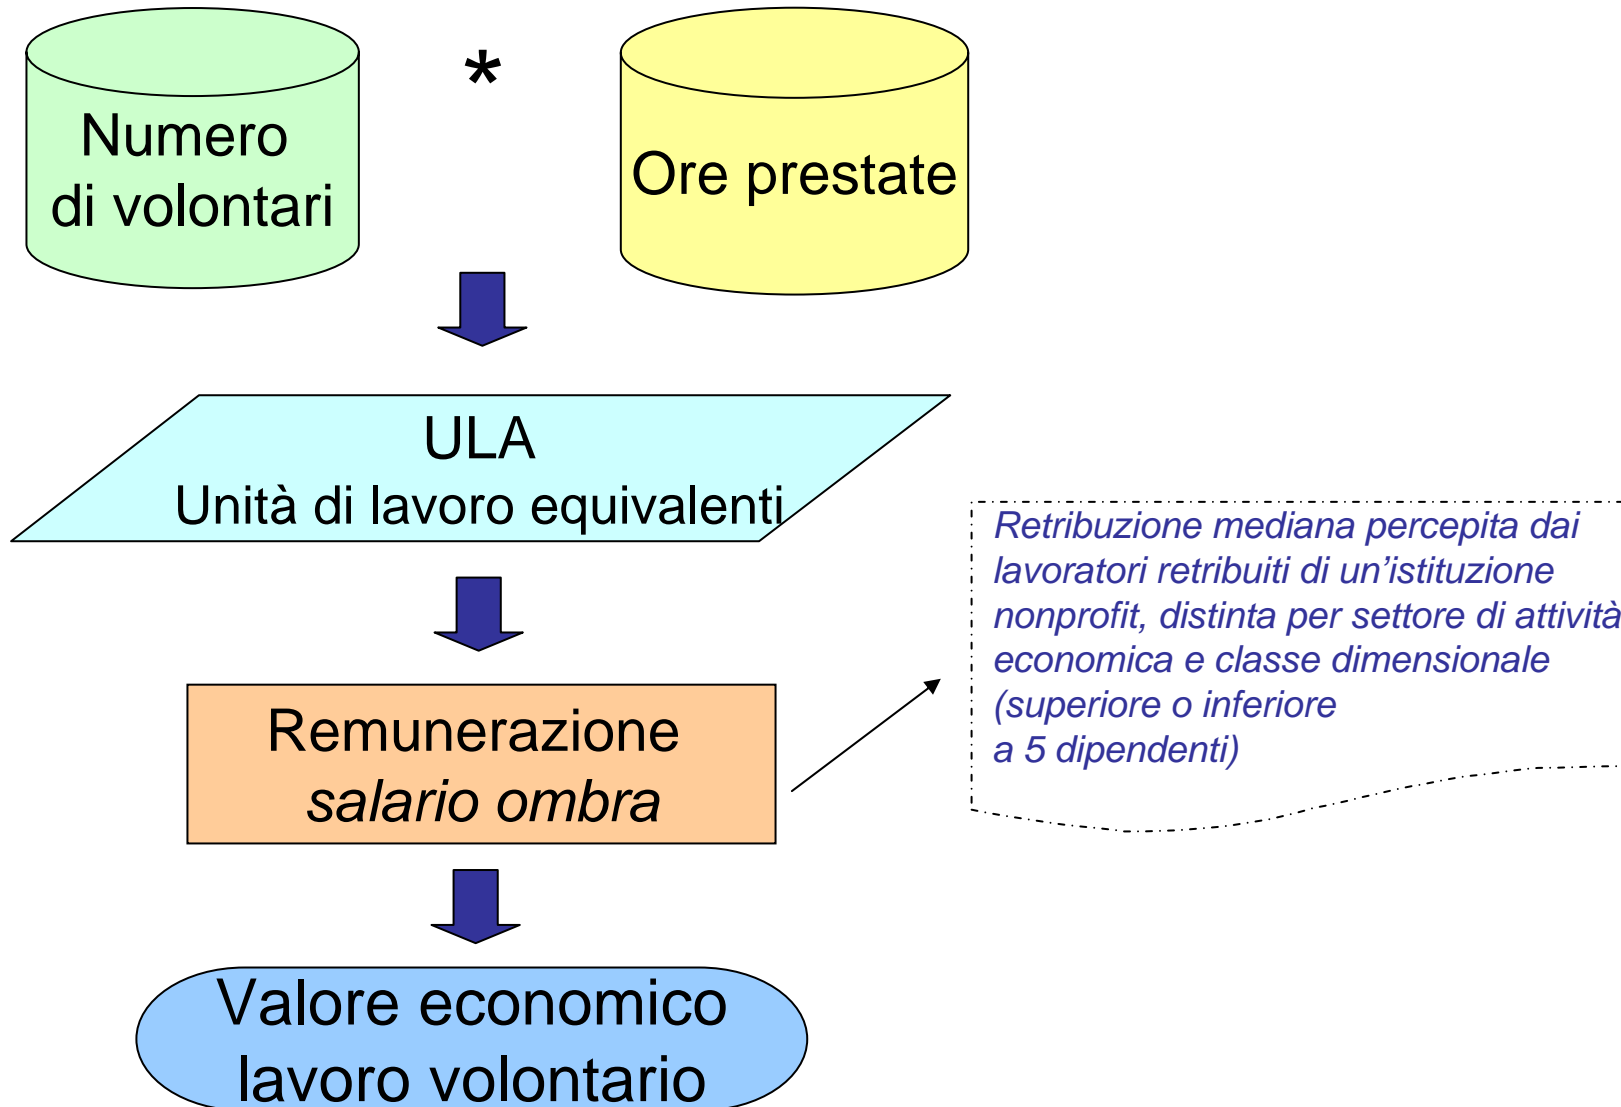 Numero
di volontari
*
Ore prestate
ULA
Unità di lavoro equivalenti
Retribuzione mediana percepita dai
lavoratori retribuiti di un’istituzione
nonprofit, distinta per settore di attività
economica e classe dimensionale
(superiore o inferiore
a 5 dipendenti)
Remunerazione
salario ombra
Valore economico
lavoro volontario